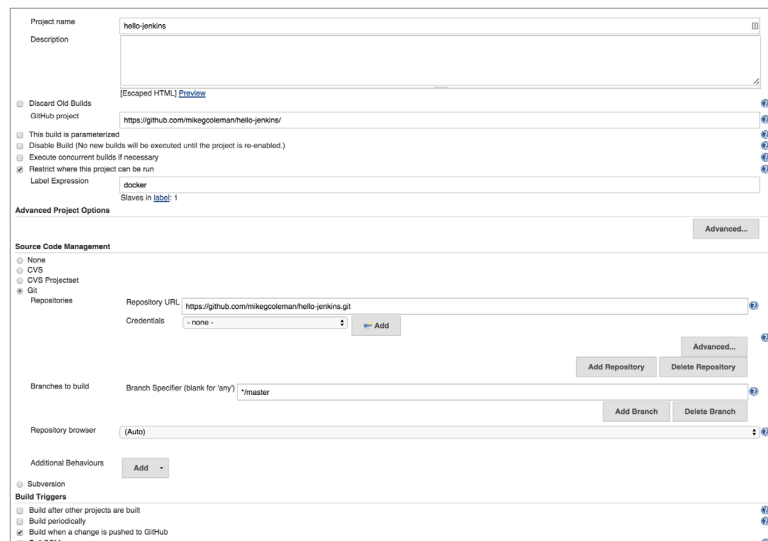 Project name
hello-jenkins
Description
[Escaped HTML] Preview
Discard Old Builds
GitHub project
https://github.com/mikegcoleman/hello-jenkins/
This build is parameterized
Disable Build (No new builds will be executed until the project is re-enabled.)
Execute concurrent builds if necessary
Restrict where this project can be run
Label Expression
docker
Slaves in label: 1
Advanced Project Options
Advanced...
Source Code Management
None
CVS
CVS Projectset
Git
Repositories
Repository URL
https://github.com/mikegcoleman/hello-jenkins.git
Credentials
- none -
Add
Advanced...
Add Repository
Delete Repository
Branches to build
Branch Specifier (blank for 'any')
*/master
Add Branch
Delete Branch
Repository browser
(Auto)
Additional Behaviours
Add
Subversion
Build Triggers
Build after other projects are built
Build periodically
Build when a change is pushed to GitHub